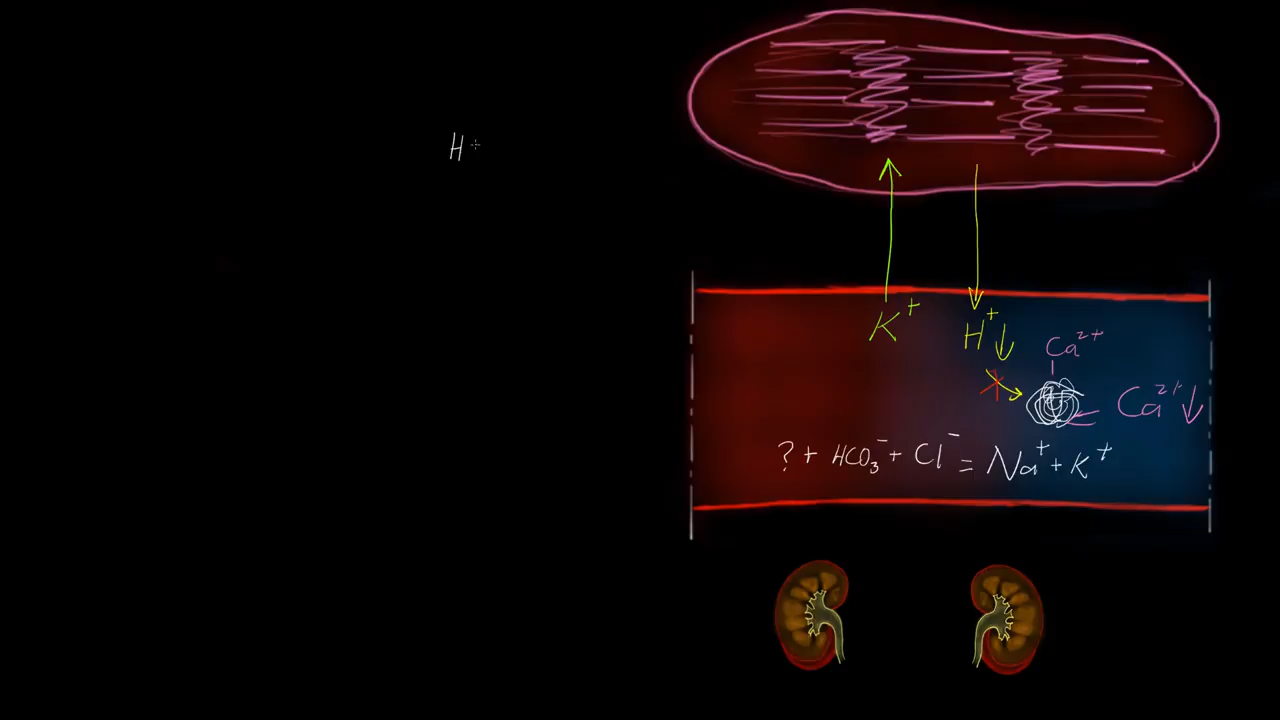 H
K⁺ H⁺↓
Ca²⁺
Ca²⁺↓
? + HCO₃⁻ + Cl⁻ = Na⁺ + K⁺